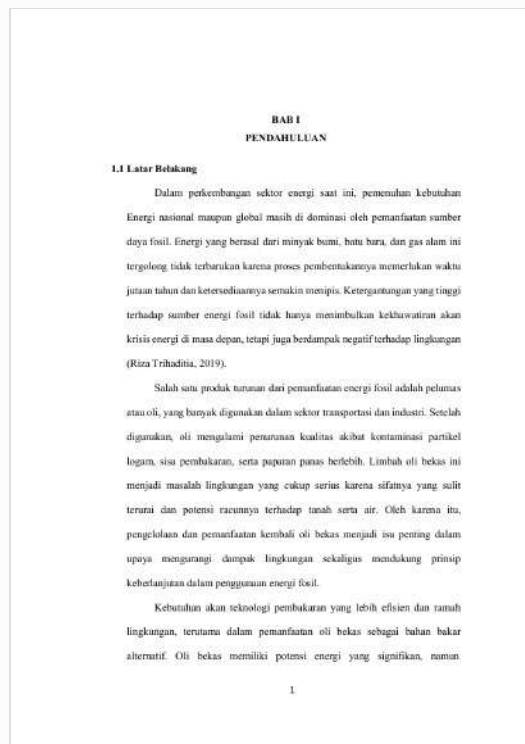 BAB I
PENDAHULUAN
1.1 Latar Belakang
Dalam perkembangan sektor energi saat ini, pemenuhan kebutuhan
Energi nasional maupun global masih di dominasi oleh pemanfaatan sumber
daya fosil. Energi yang berasal dari minyak bumi, batu bara, dan gas alam ini
tergolong tidak terbarukan karena proses pembentukannya memerlukan waktu
jutaan tahun dan ketersediaannya semakin menipis. Ketergantungan yang tinggi
terhadap sumber energi fosil tidak hanya menimbulkan kekhawatiran akan
krisis energi di masa depan, tetapi juga berdampak negatif terhadap lingkungan
(Riza Trihaditia, 2019).
Salah satu produk turunan dari pemanfaatan energi fosil adalah pelumas
atau oli, yang banyak digunakan dalam sektor transportasi dan industri. Setelah
digunakan, oli mengalami penurunan kualitas akibat kontaminasi partikel
logam, sisa pembakaran, serta paparan panas berlebih. Limbah oli bekas ini
menjadi masalah lingkungan yang cukup serius karena sifatnya yang sulit
terurai dan potensi racunnya terhadap tanah serta air. Oleh karena itu,
pengelolaan dan pemanfaatan kembali oli bekas menjadi isu penting dalam
upaya mengurangi dampak lingkungan sekaligus mendukung prinsip
keberlanjutan dalam penggunaan energi fosil.
Kebutuhan akan teknologi pembakaran yang lebih efisien dan ramah
lingkungan, terutama dalam pemanfaatan oli bekas sebagai bahan bakar
alternatif. Oli bekas memiliki potensi energi yang signifikan, namun
1